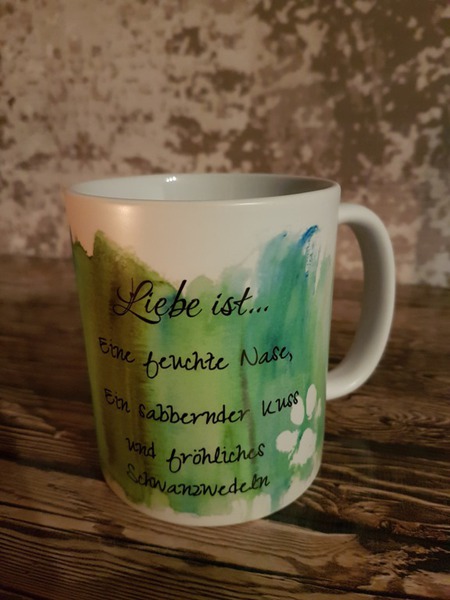 Liebe ist...
Eine feuchte Nase,
Ein sabbernder Kuss
und fröhliches
Schwanzwedeln